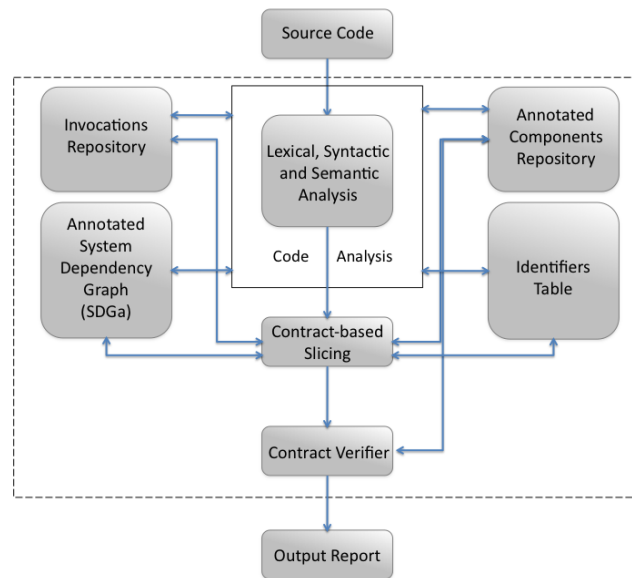 Source Code
Invocations
Repository
Lexical, Syntactic
and Semantic
Analysis
Annotated
Components
Repository
Annotated
System
Dependency
Graph
(SDGa)
Code Analysis
Identifiers
Table
Contract-based
Slicing
Contract Verifier
Output Report